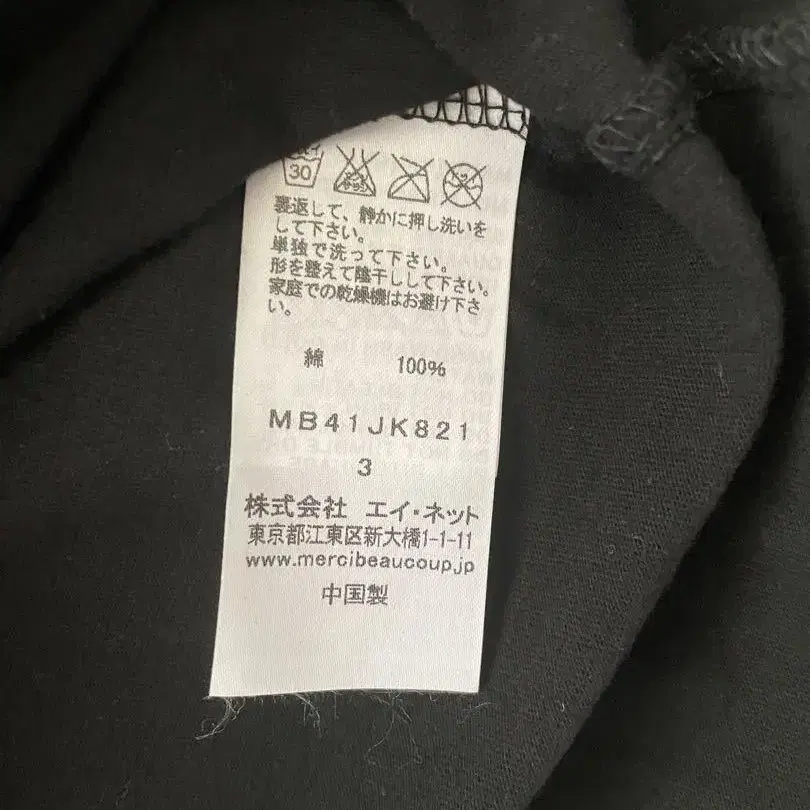 30
裏返して、静かに押し洗いを
して下さい。
単独で洗って下さい。
形を整えて陰干しして下さい。
家庭での乾燥機はお避け下さ
い。
綿 100%
MB41JK821
3
株式会社 エイ・ネット
東京都江東区新大橋1-1-11
www.mercibeaucoup.jp
中国製